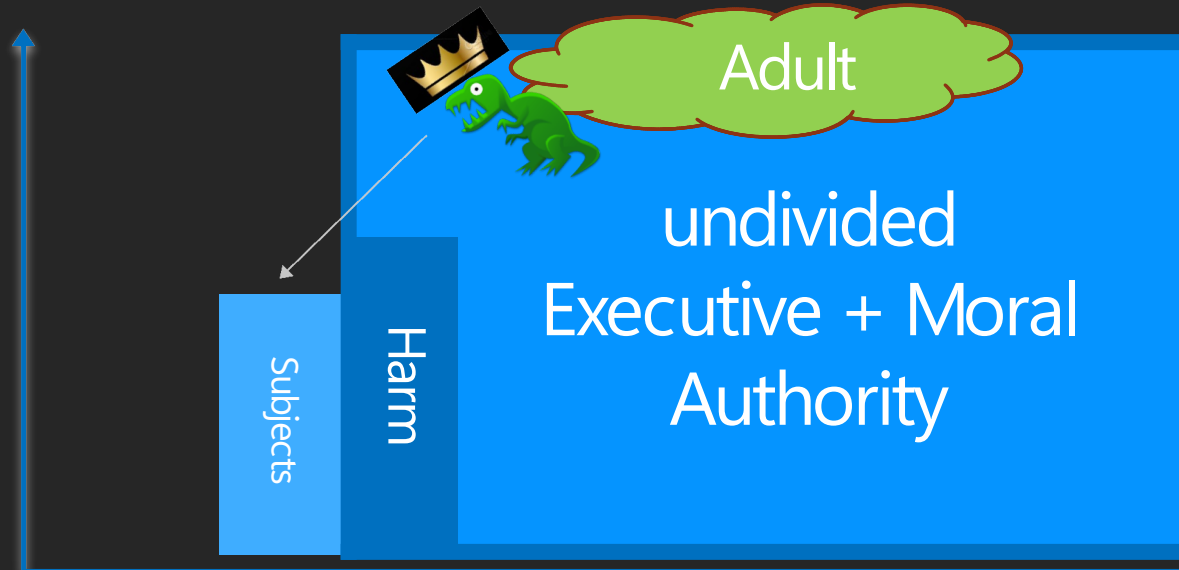 Adult
undivided
Executive + Moral
Authority
Harm
Subjects